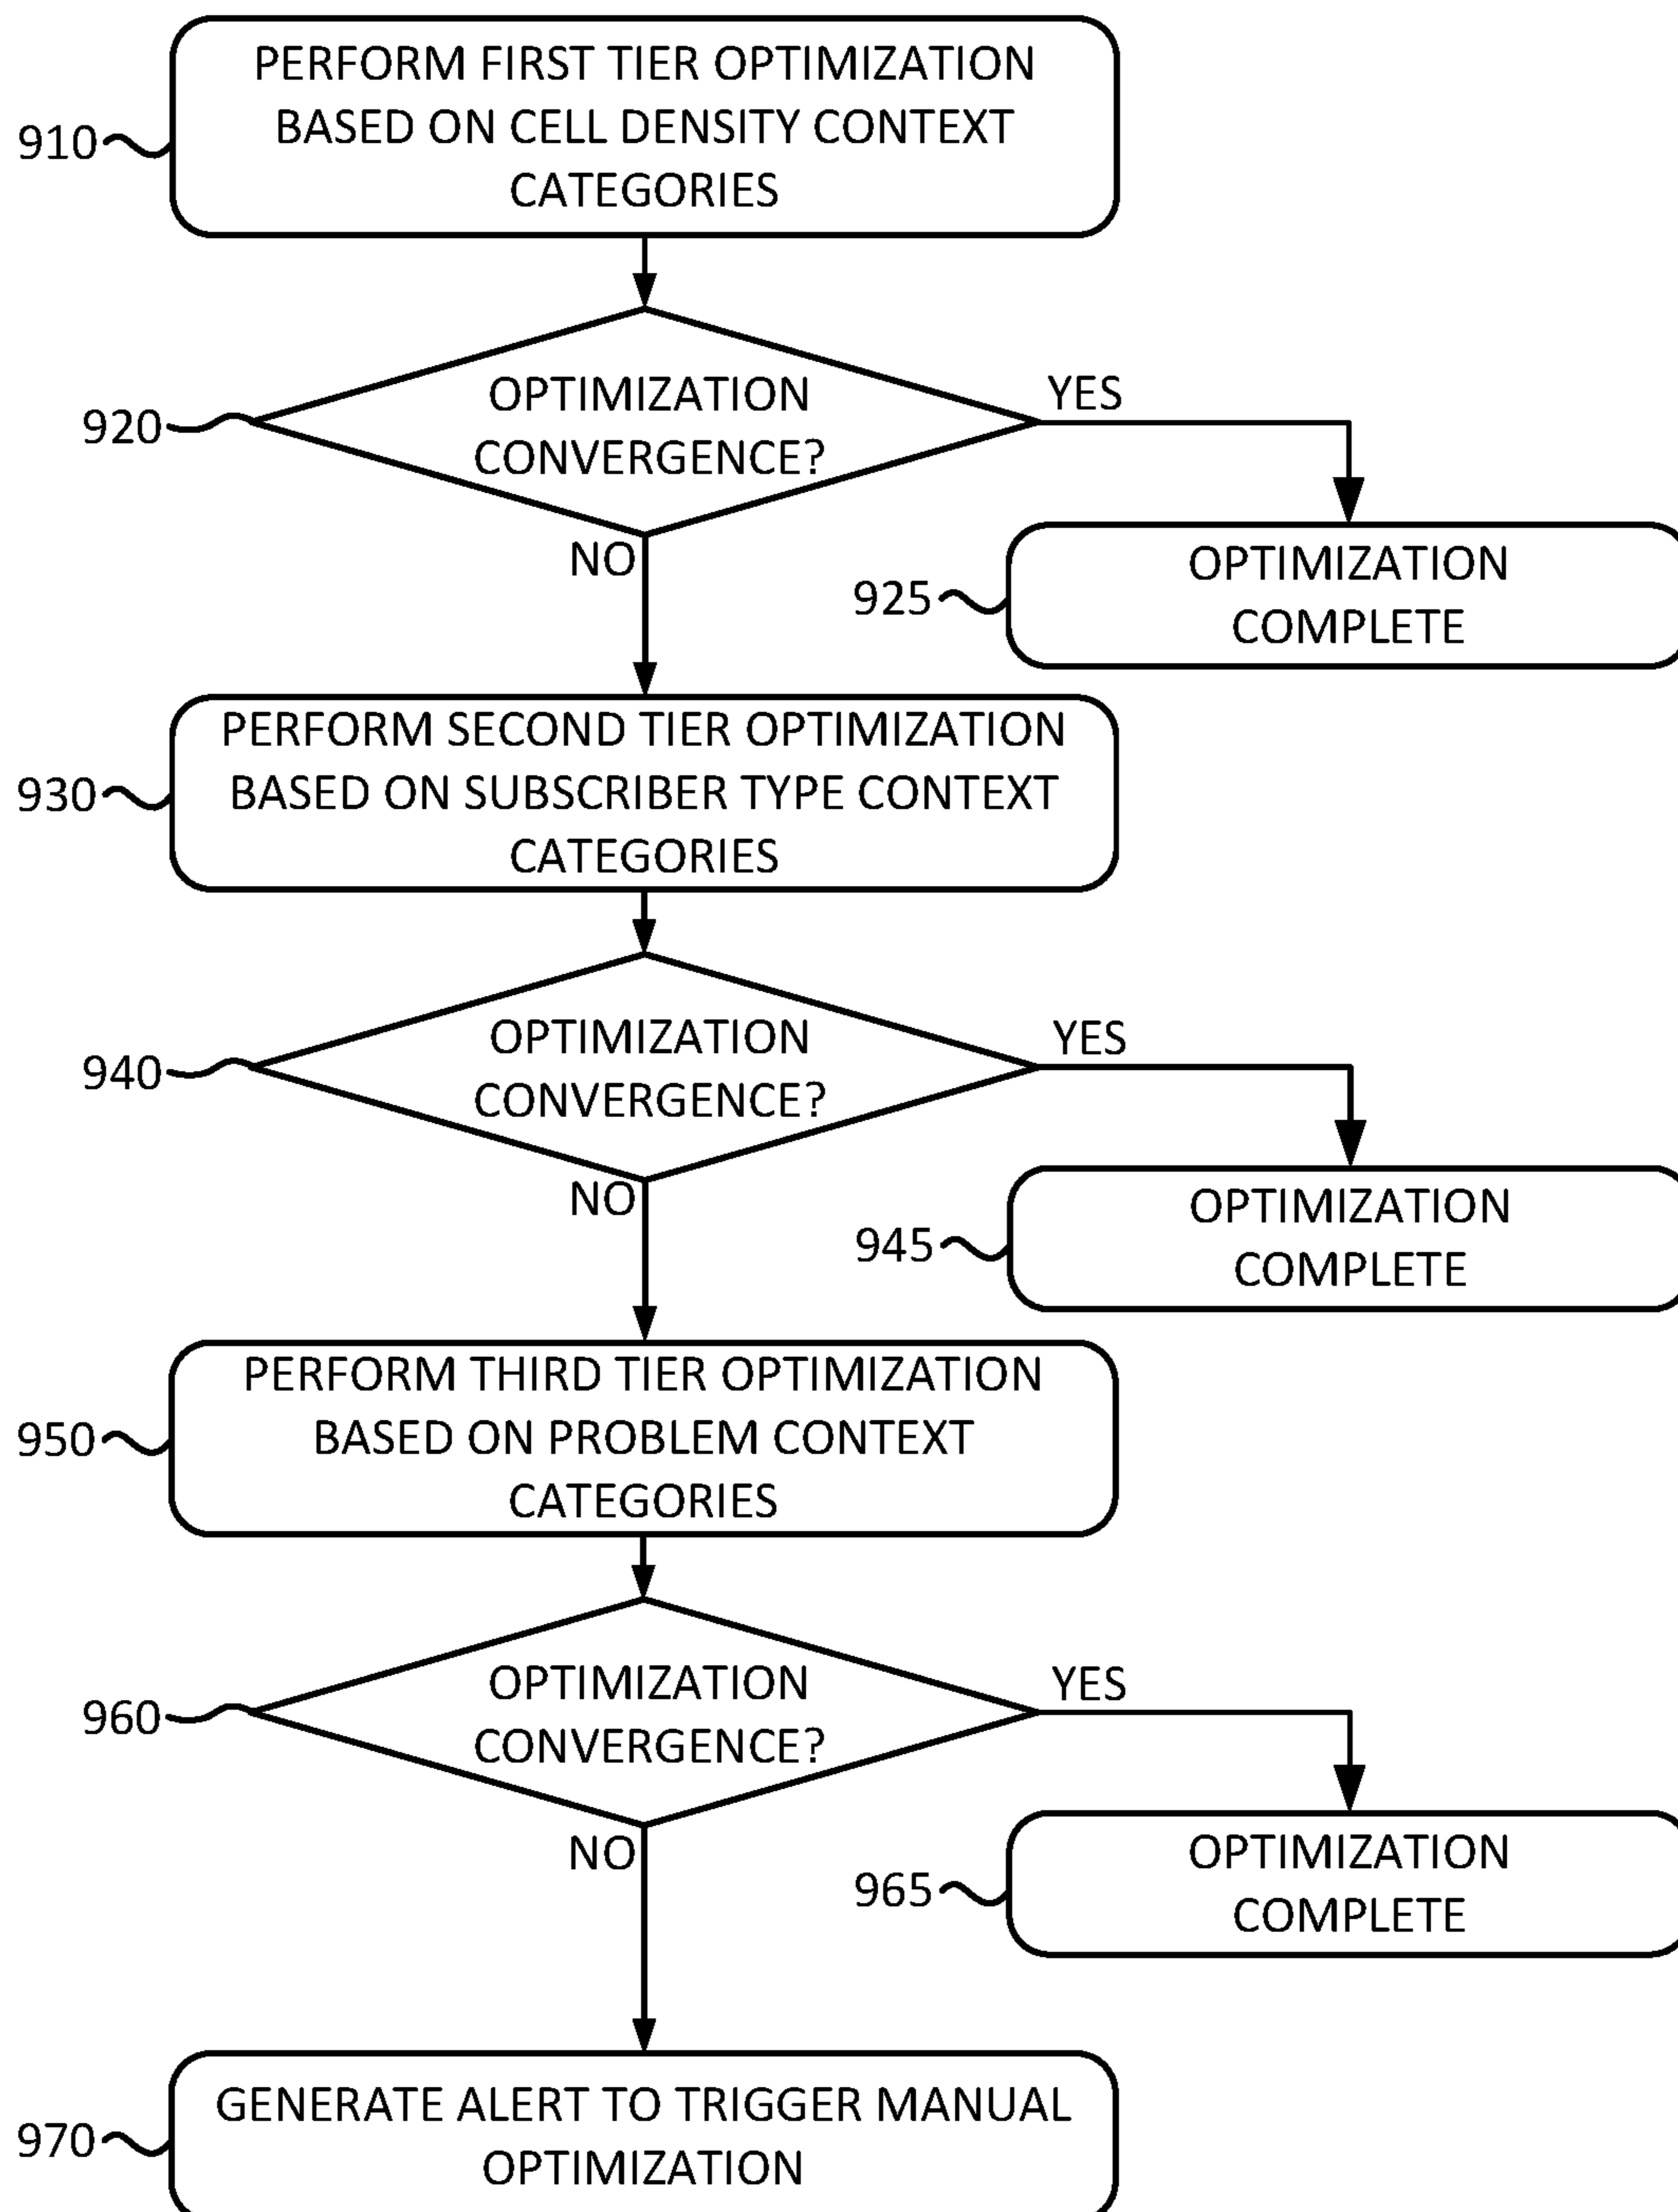 PERFORM FIRST TIER OPTIMIZATION
BASED ON CELL DENSITY CONTEXT
CATEGORIES
910
OPTIMIZATION
CONVERGENCE?
920
YES
NO
OPTIMIZATION
COMPLETE
925
PERFORM SECOND TIER OPTIMIZATION
BASED ON SUBSCRIBER TYPE CONTEXT
CATEGORIES
930
OPTIMIZATION
CONVERGENCE?
940
YES
NO
OPTIMIZATION
COMPLETE
945
PERFORM THIRD TIER OPTIMIZATION
BASED ON PROBLEM CONTEXT
CATEGORIES
950
OPTIMIZATION
CONVERGENCE?
960
YES
NO
OPTIMIZATION
COMPLETE
965
GENERATE ALERT TO TRIGGER MANUAL
OPTIMIZATION
970